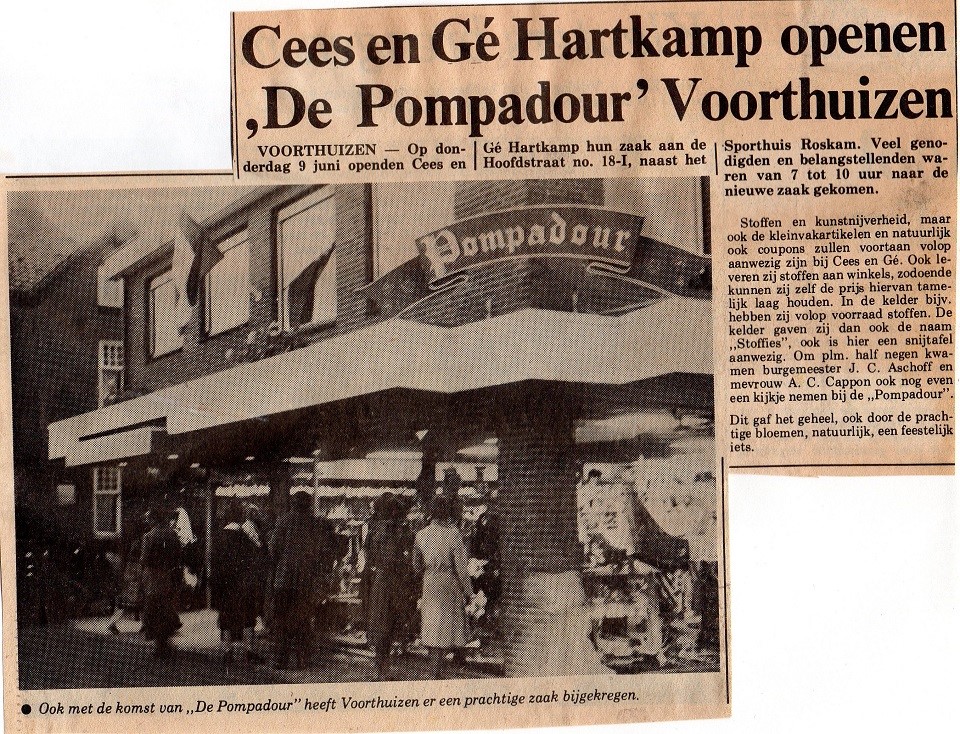 Cees en Gé Hartkamp openen
‚De Pompadour’ Voorthuizen
VOORTHUIZEN — Op don-
derdag 9 juni openden Cees en
Gé Hartkamp hun zaak aan de
Hoofdstraat no. 18-I, naast het
Sporthuis Roskam. Veel geno-
digden en belangstellenden wa-
ren van 7 tot 10 uur naar de
nieuwe zaak gekomen.
Stoffen en kunstnijverheid, maar
ook de kleinvakartikelen en natuurlijk
ook coupons zullen voortaan volop
aanwezig zijn bij Cees en Gé. Ook le-
veren zij stoffen aan winkels, zodoende
kunnen zij zelf de prijs hiervan tame-
lijk laag houden. In de kelder bijv.
hebben zij volop voorraad stoffen. De
kelder gaven zij dan ook de naam
,,Stoffies”, ook is hier een snijtafel
aanwezig. Om plm. half negen kwa-
men burgemeester J. C. Aschoff en
mevrouw A. C. Cappon ook nog even
een kijkje nemen bij de ,,Pompadour”.
Dit gaf het geheel, ook door de prach-
tige bloemen, natuurlijk, een feestelijk
iets.
Pompadour
● Ook met de komst van ,,De Pompadour” heeft Voorthuizen er een prachtige zaak bijgekregen.